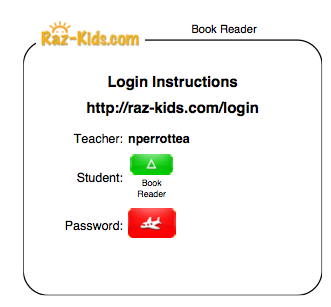 Raz-Kids.com
Book Reader
Login Instructions
http://raz-kids.com/login
Teacher: nperrottea
Student:
Book
Reader
Password: